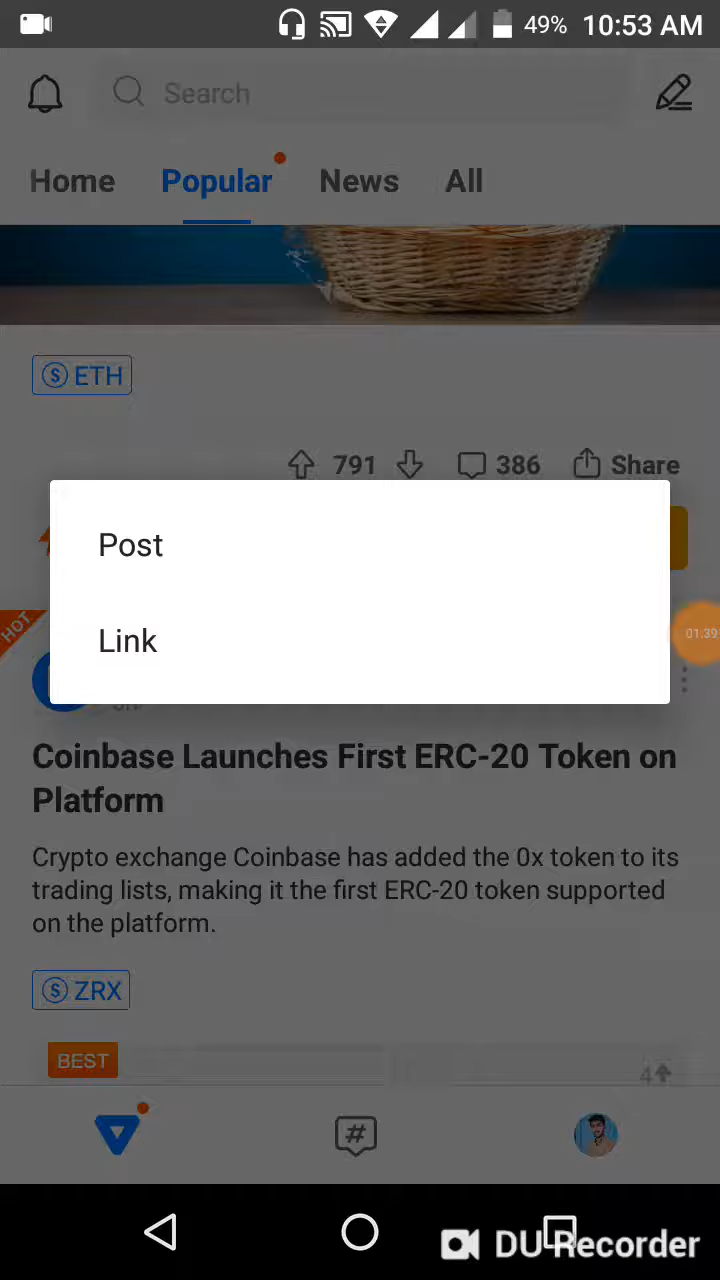 49% 10:53 AM
Search
Home Popular News All
ETH
791 386 Share
Post
HOT
01:39
Link
Coinbase Launches First ERC-20 Token on
Platform
Crypto exchange Coinbase has added the 0x token to its
trading lists, making it the first ERC-20 token supported
on the platform.
ZRX
BEST
4
#
DU Recorder